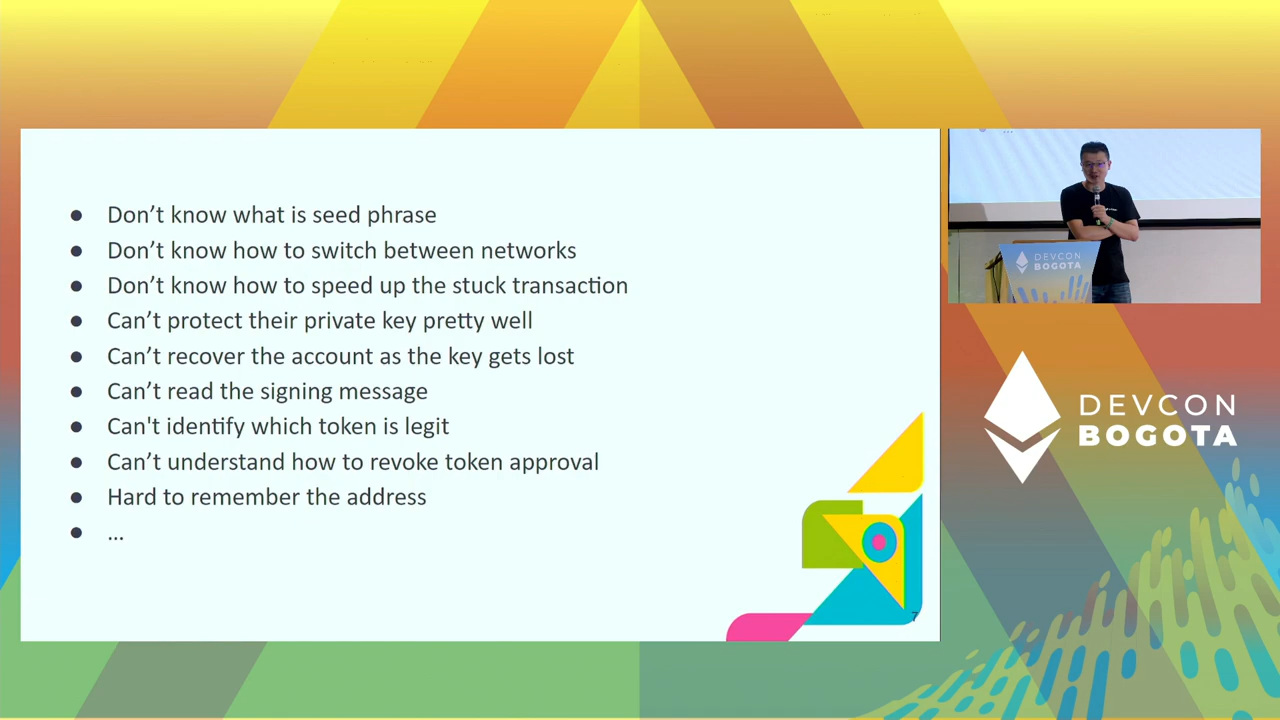 Don’t know what is seed phrase
Don’t know how to switch between networks
Don’t know how to speed up the stuck transaction
Can’t protect their private key pretty well
Can’t recover the account as the key gets lost
Can’t read the signing message
Can't identify which token is legit
Can’t understand how to revoke token approval
Hard to remember the address
...
7
...
DEVCON
BOGOTA
DEVCON
BOGOTA